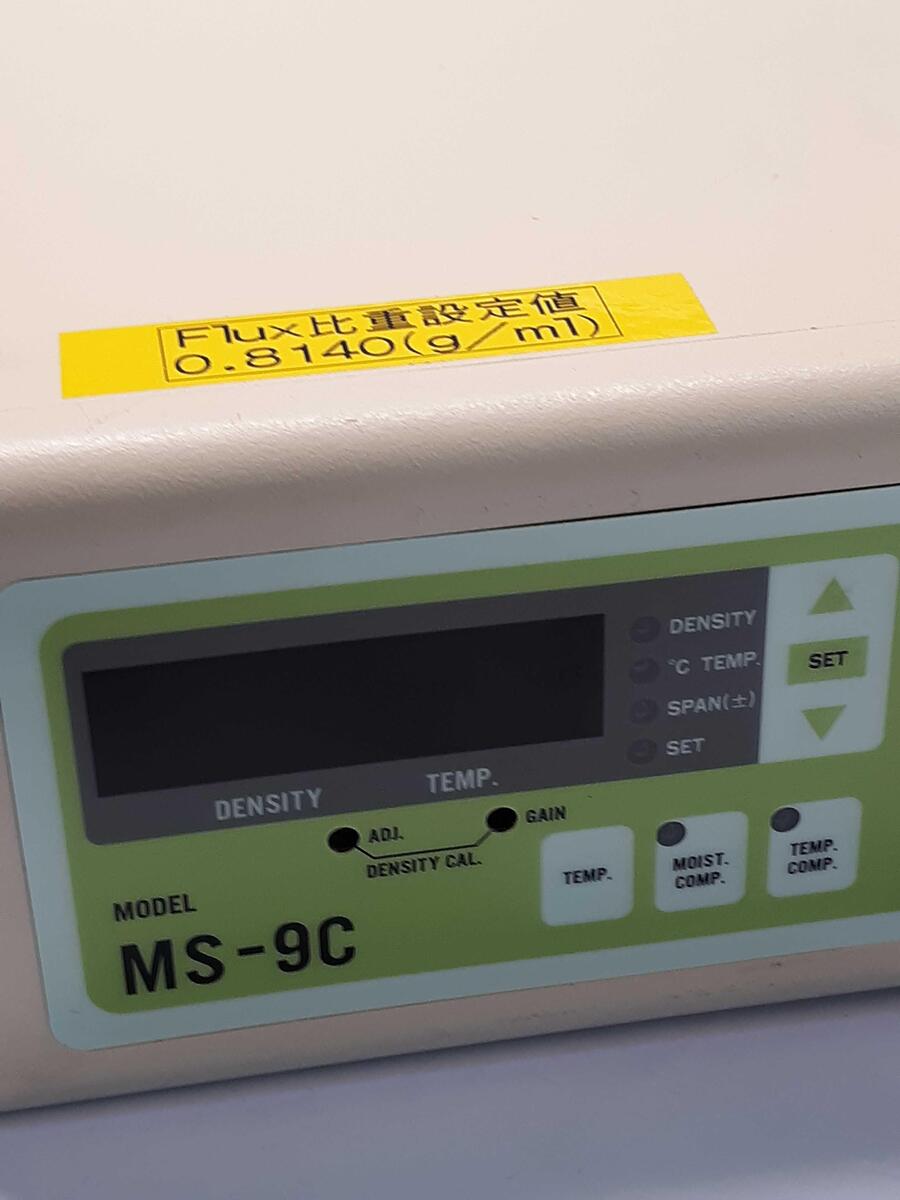 Flux比重設定値
0.8140(g/ml)
DENSITY
°C TEMP.
SPAN(±)
SET
SET
DENSITY
TEMP.
ADJ.
GAIN
DENSITY CAL.
TEMP.
MOIST.
COMP.
TEMP.
COMP.
MODEL
MS-9C